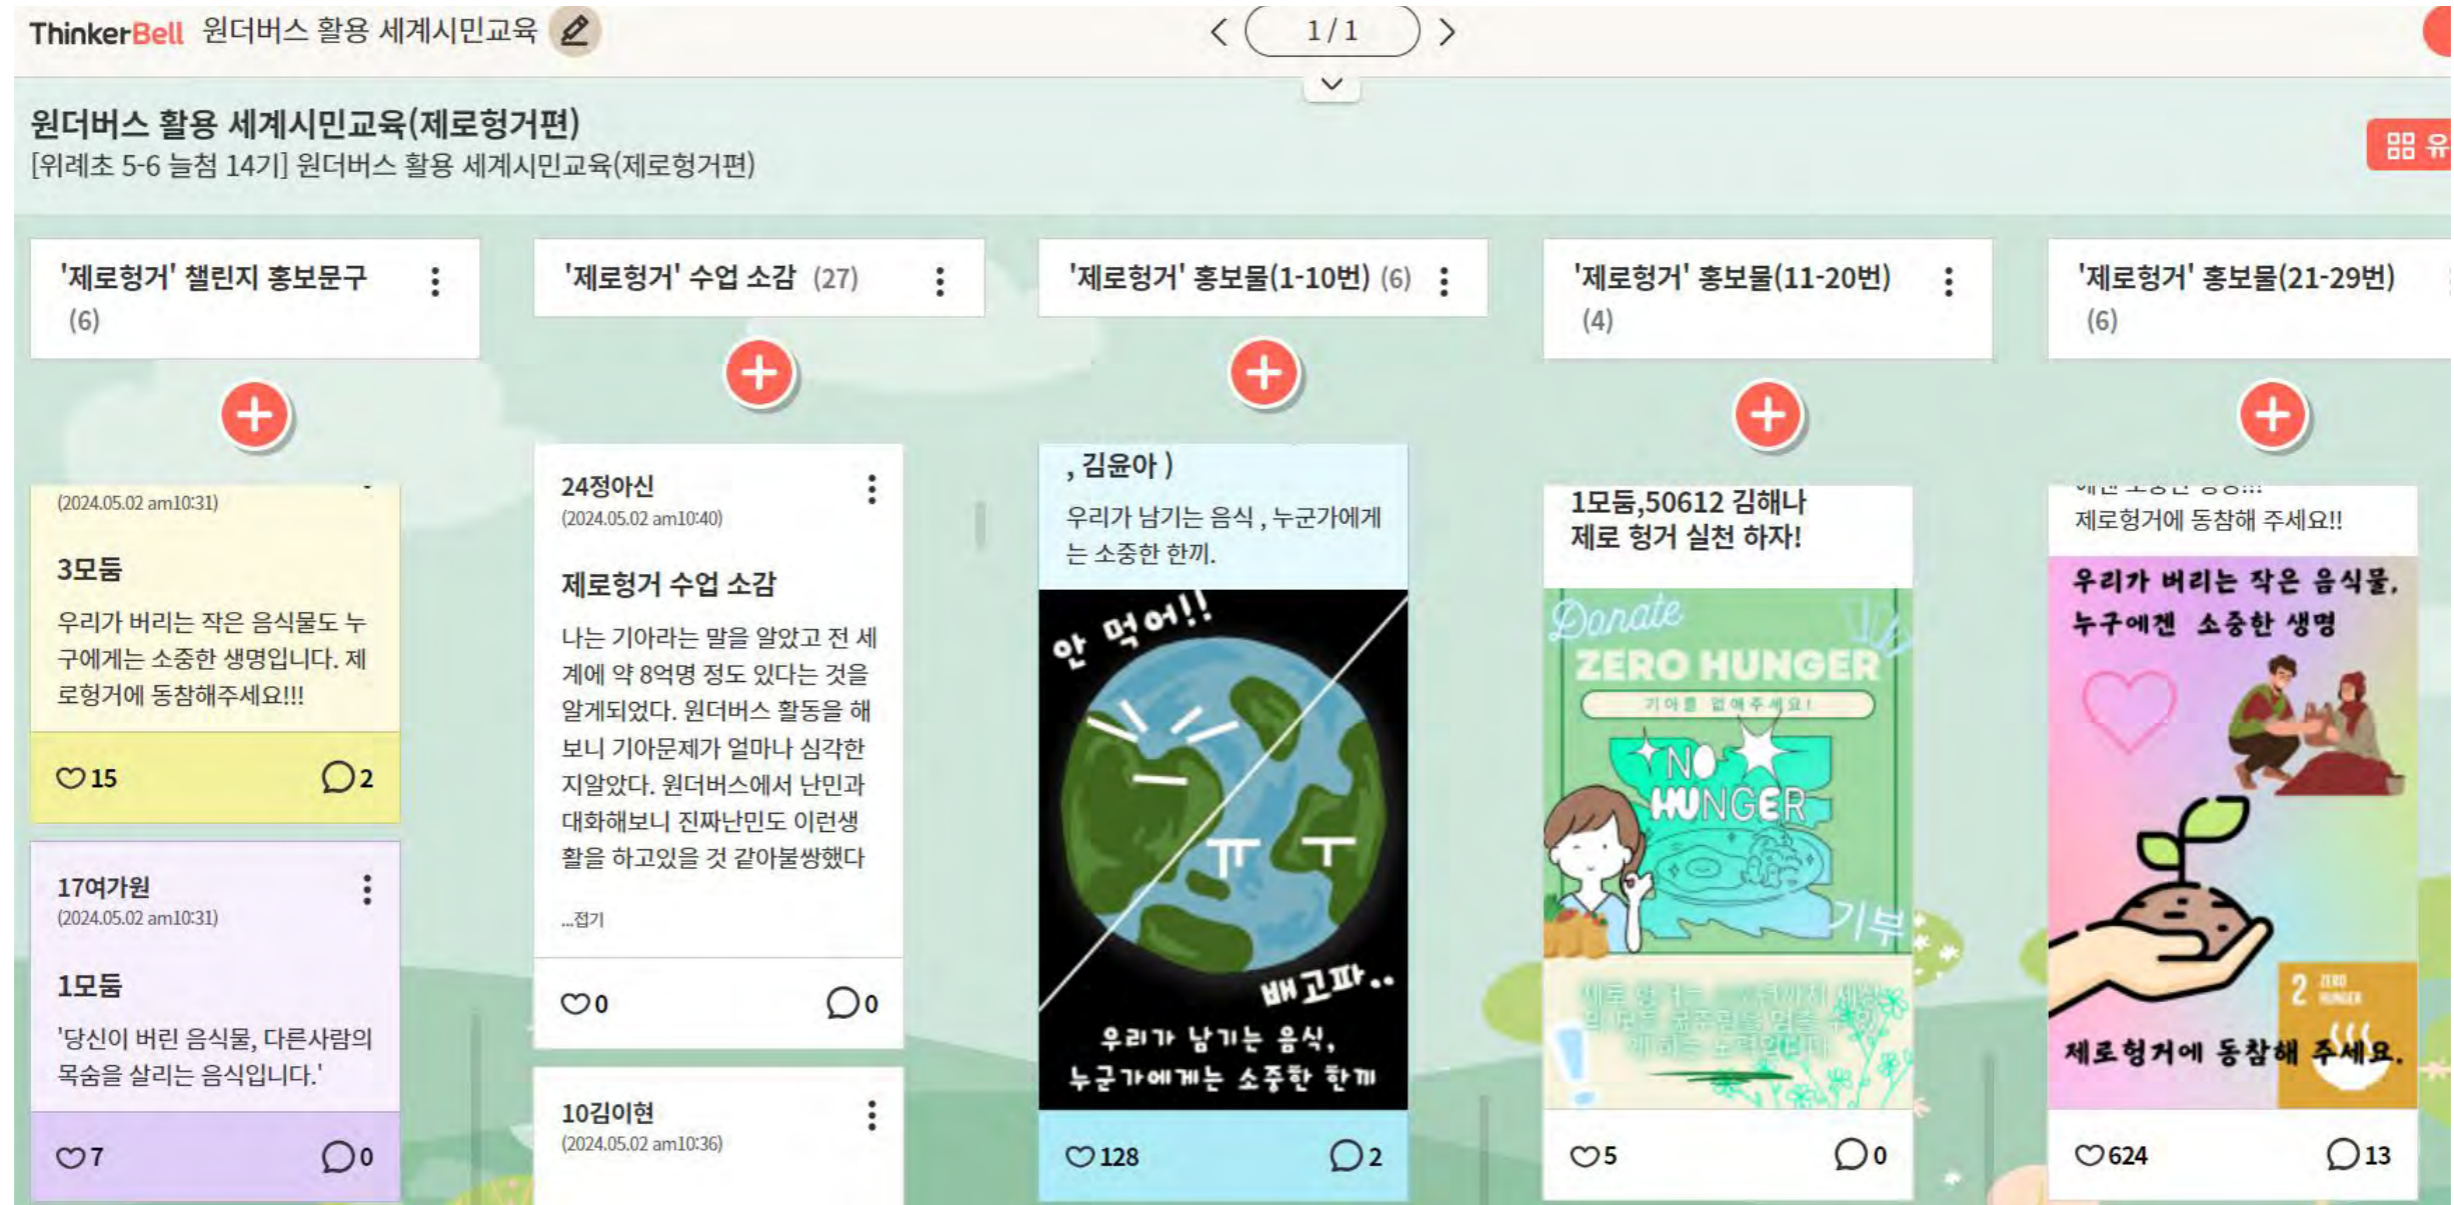 ThinkerBell 원더버스 활용 세계시민교육
1 / 1
원더버스 활용 세계시민교육(제로헝거편)
[위례초 5-6 늘첨 14기] 원더버스 활용 세계시민교육(제로헝거편)
유
'제로헝거' 챌린지 홍보문구
(6)
(2024.05.02 am10:31)
3모둠
우리가 버리는 작은 음식물도 누
구에게는 소중한 생명입니다. 제
로헝거에 동참해주세요!!!
15 2
17여가원
(2024.05.02 am10:31)
1모둠
'당신이 버린 음식물, 다른사람의
목숨을 살리는 음식입니다.'
7 0
'제로헝거' 수업 소감 (27)
24정아신
(2024.05.02 am10:40)
제로헝거 수업 소감
나는 기아라는 말을 알았고 전 세
계에 약 8억명 정도 있다는 것을
알게되었다. 원더버스 활동을 해
보니 기아문제가 얼마나 심각한
지알았다. 원더버스에서 난민과
대화해보니 진짜난민도 이런생
활을 하고있을 것 같아불쌍했다
...접기
0 0
10김이현
(2024.05.02 am10:36)
'제로헝거' 홍보물(1-10번) (6)
, 김윤아 )
우리가 남기는 음식 , 누군가에게
는 소중한 한끼.
안 먹어!!
ㅠ ㅜ
배고파..
우리가 남기는 음식,
누군가에게는 소중한 한끼
128 2
'제로헝거' 홍보물(11-20번)
(4)
1모둠,50612 김해나
제로 헝거 실천 하자!
Donate
ZERO HUNGER
기아를 없애주세요!
NO
HUNGER
기부
5 0
'제로헝거' 홍보물(21-29번)
(6)
제로헝거에 동참해 주세요!!
우리가 버리는 작은 음식물,
누구에겐 소중한 생명
2 ZERO
HUNGER
제로헝거에 동참해 주세요.
624 13